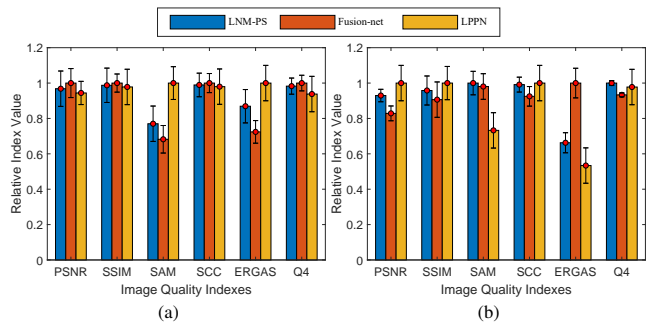 LNM-PS Fusion-net LPPN
Relative Index Value
1.2
1
0.8
0.6
0.4
0.2
0
PSNR SSIM SAM SCC ERGAS Q4
Image Quality Indexes
(a)
Relative Index Value
1.2
1
0.8
0.6
0.4
0.2
0
PSNR SSIM SAM SCC ERGAS Q4
Image Quality Indexes
(b)